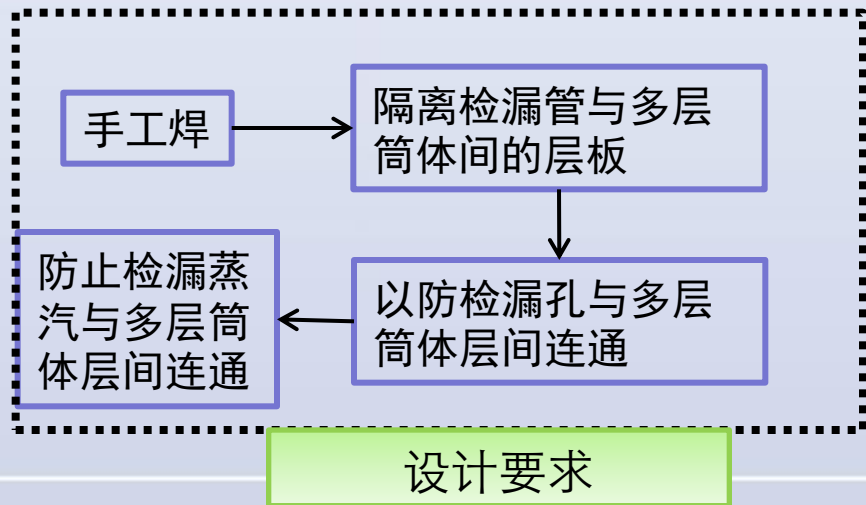 手工焊
隔离检漏管与多层
筒体间的层板
以防检漏孔与多层
筒体层间连通
防止检漏蒸
汽与多层筒
体层间连通
设计要求